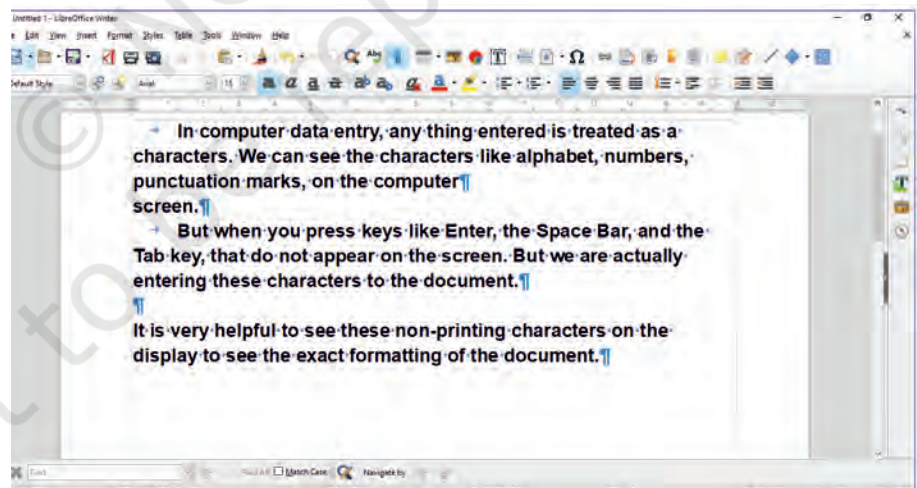 Untitled 1 - LibreOffice Writer
Edit View Insert Format Styles Table Tools Window Help
Default Style Arial
In computer data entry, any thing entered is treated as a
characters. We can see the characters like alphabet, numbers,
punctuation marks, on the computer¶
screen.¶
But when you press keys like Enter, the Space Bar, and the
Tab key, that do not appear on the screen. But we are actually
entering these characters to the document.¶
¶
It is very helpful to see these non-printing characters on the
display to see the exact formatting of the document.¶
Find Find All Match Case Navigate by